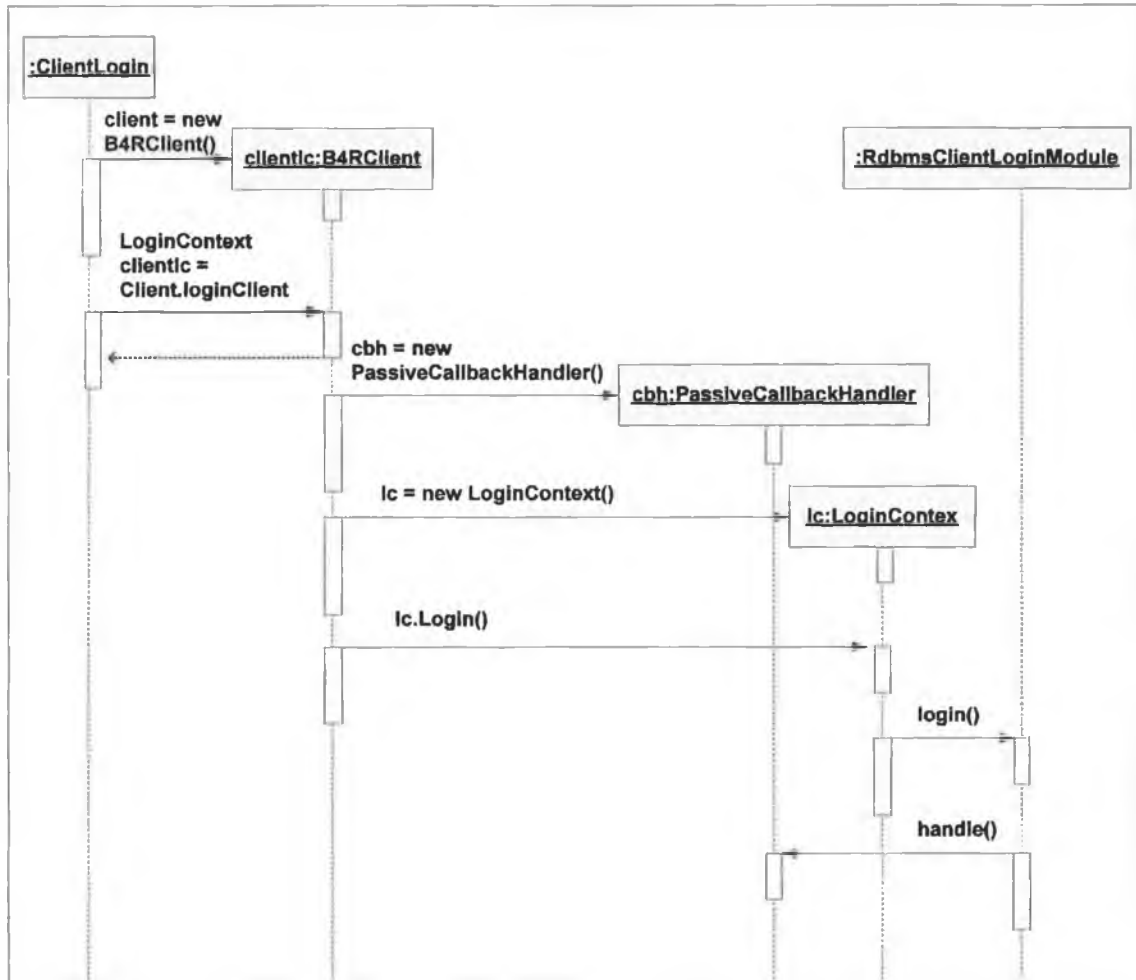 :ClientLogin
client = new
B4RClient()
clientlc:B4RClient
:RdbmsClientLoginModule
LoginContext
clientlc =
Client.loginClient
cbh = new
PassiveCallbackHandler()
cbh:PassiveCallbackHandler
lc = new LoginContext()
lc:LoginContex
lc.Login()
login()
handle()